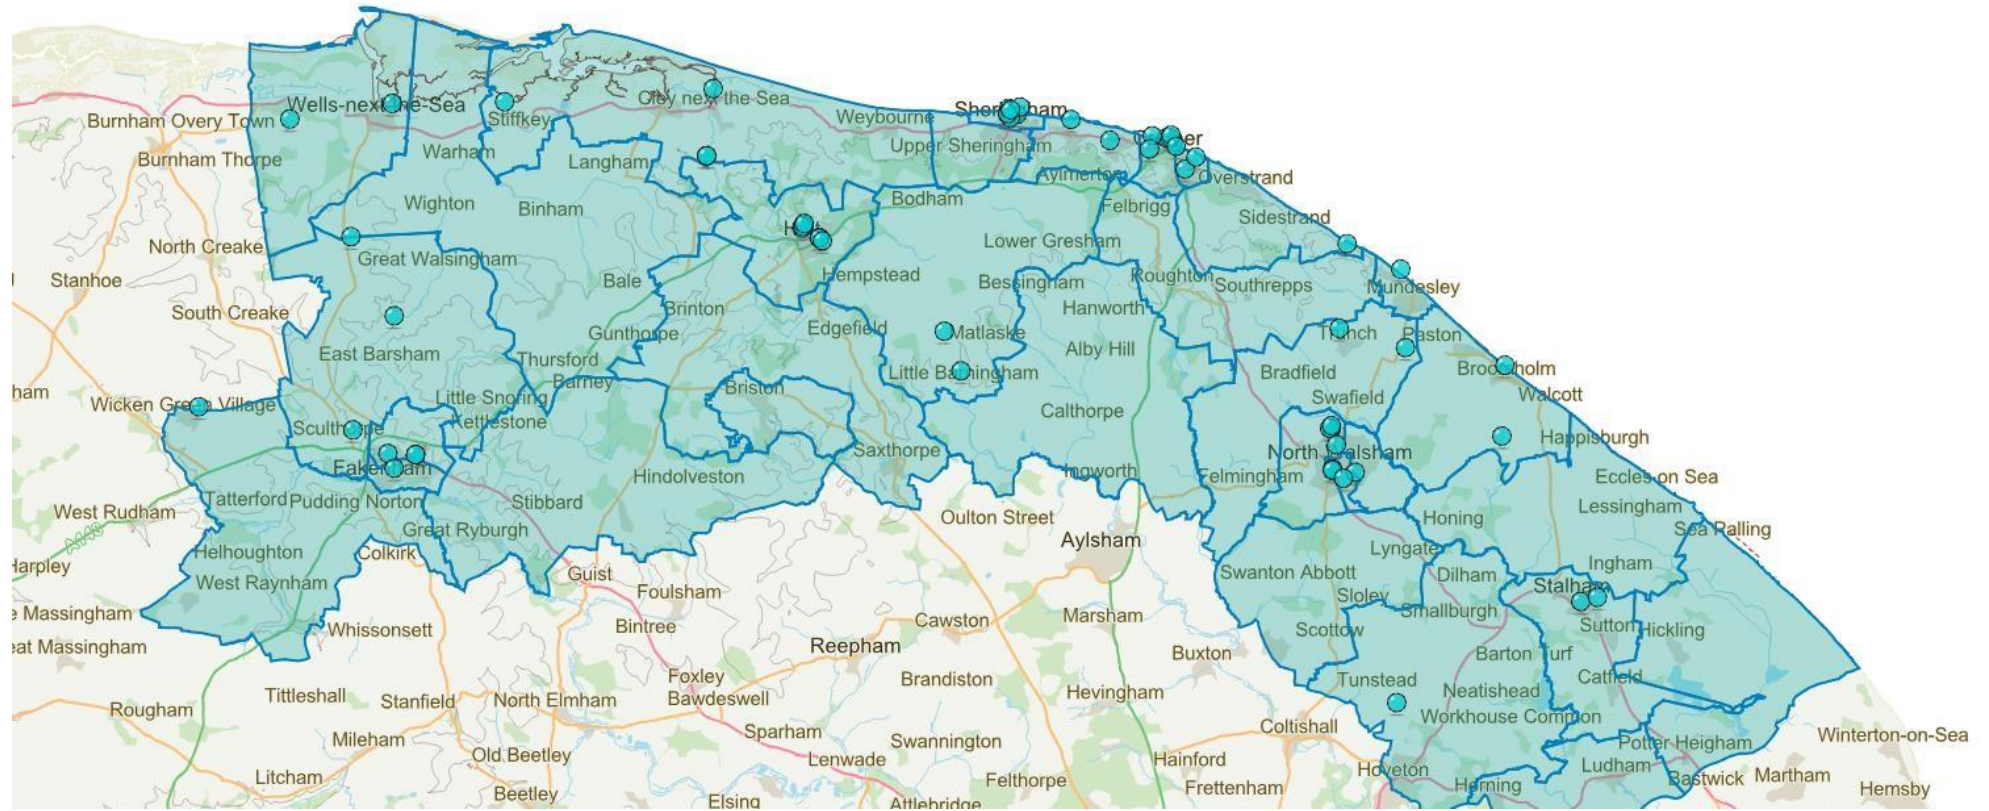 Wells-next-the-Sea
Cley next the Sea
Sheringham
Burnham Overy Town
Stiffkey
Weybourne
Cromer
Burnham Thorpe
Warham
Langham
Upper Sheringham
Aylmerton
Overstrand
Wighton
Binham
Bodham
Felbrigg
Sidestrand
Holt
North Creake
Great Walsingham
Lower Gresham
Stanhoe
Bale
Hempstead
Bessingham
Roughton
Southrepps
Mundesley
South Creake
Brinton
Hanworth
Gunthorpe
Edgefield
Matlaske
Trunch
Paston
East Barsham
Thursford
Alby Hill
Barney
Little Barningham
Bradfield
Broomholm
ham
Wicken Green Village
Little Snoring
Briston
Swafield
Walcott
Sculthorpe
Kettlestone
Calthorpe
Happisburgh
Fakenham
Saxthorpe
North Walsham
Hindolveston
Ingworth
Felmingham
Eccles on Sea
Tatterford
Pudding Norton
Stibbard
Lessingham
West Rudham
Great Ryburgh
Oulton Street
Honing
Sea Palling
A148
Helhoughton
Colkirk
Aylsham
Lyngate
Harpley
West Raynham
Guist
Foulsham
Swanton Abbott
Dilham
Ingham
Stalham
Sloley
e Massingham
Whissonsett
Bintree
Cawston
Marsham
Smallburgh
Scottow
Sutton
Hickling
eat Massingham
Reepham
Buxton
Barton Turf
Tittleshall
Stanfield
North Elmham
Foxley
Bawdeswell
Brandiston
Hevingham
Tunstead
Neatishead
Catfield
Rougham
Workhouse Common
Mileham
Sparham
Swannington
Coltishall
Potter Heigham
Winterton-on-Sea
Old Beetley
Lenwade
Hainford
Hoveton
Ludham
Litcham
Felthorpe
Frettenham
Horning
Bastwick
Martham
Hemsby
Beetley
Elsing
Attlebridge